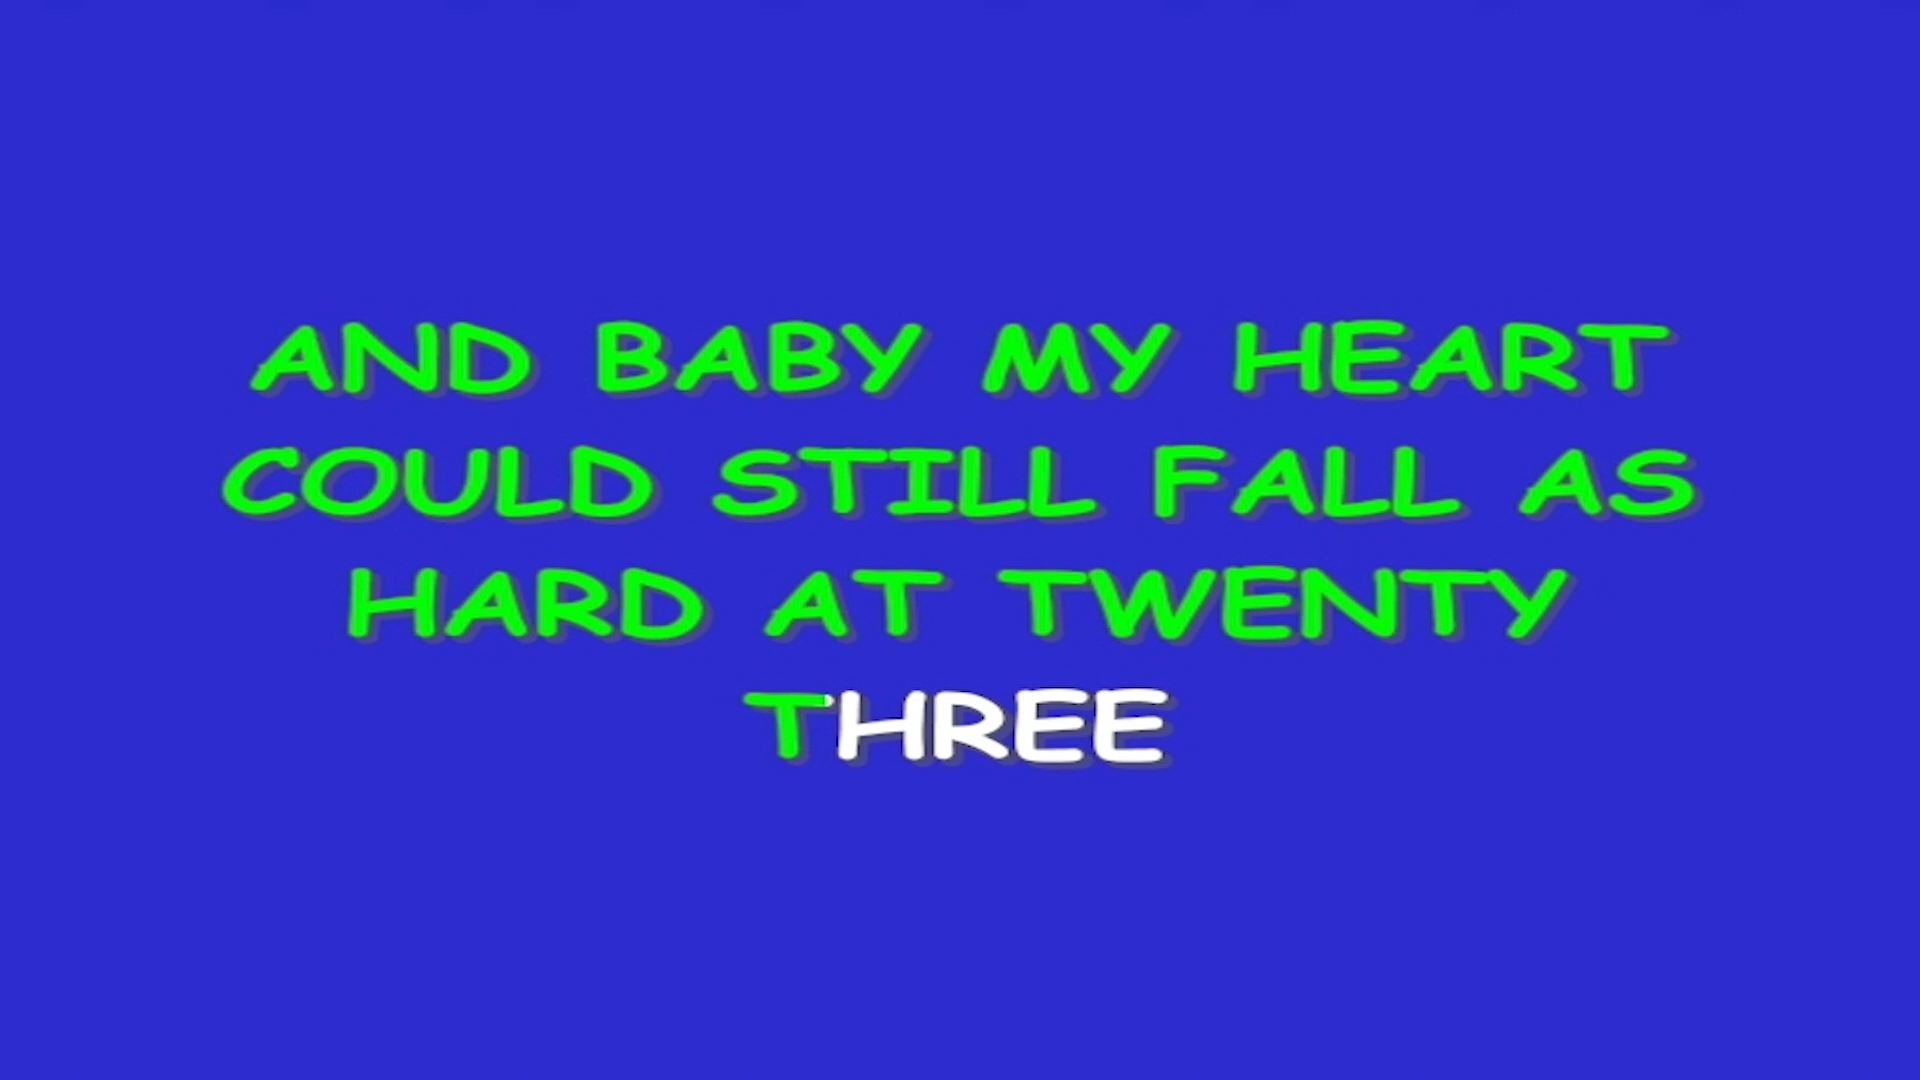 AND BABY MY HEART
COULD STILL FALL AS
HARD AT TWENTY
THREE